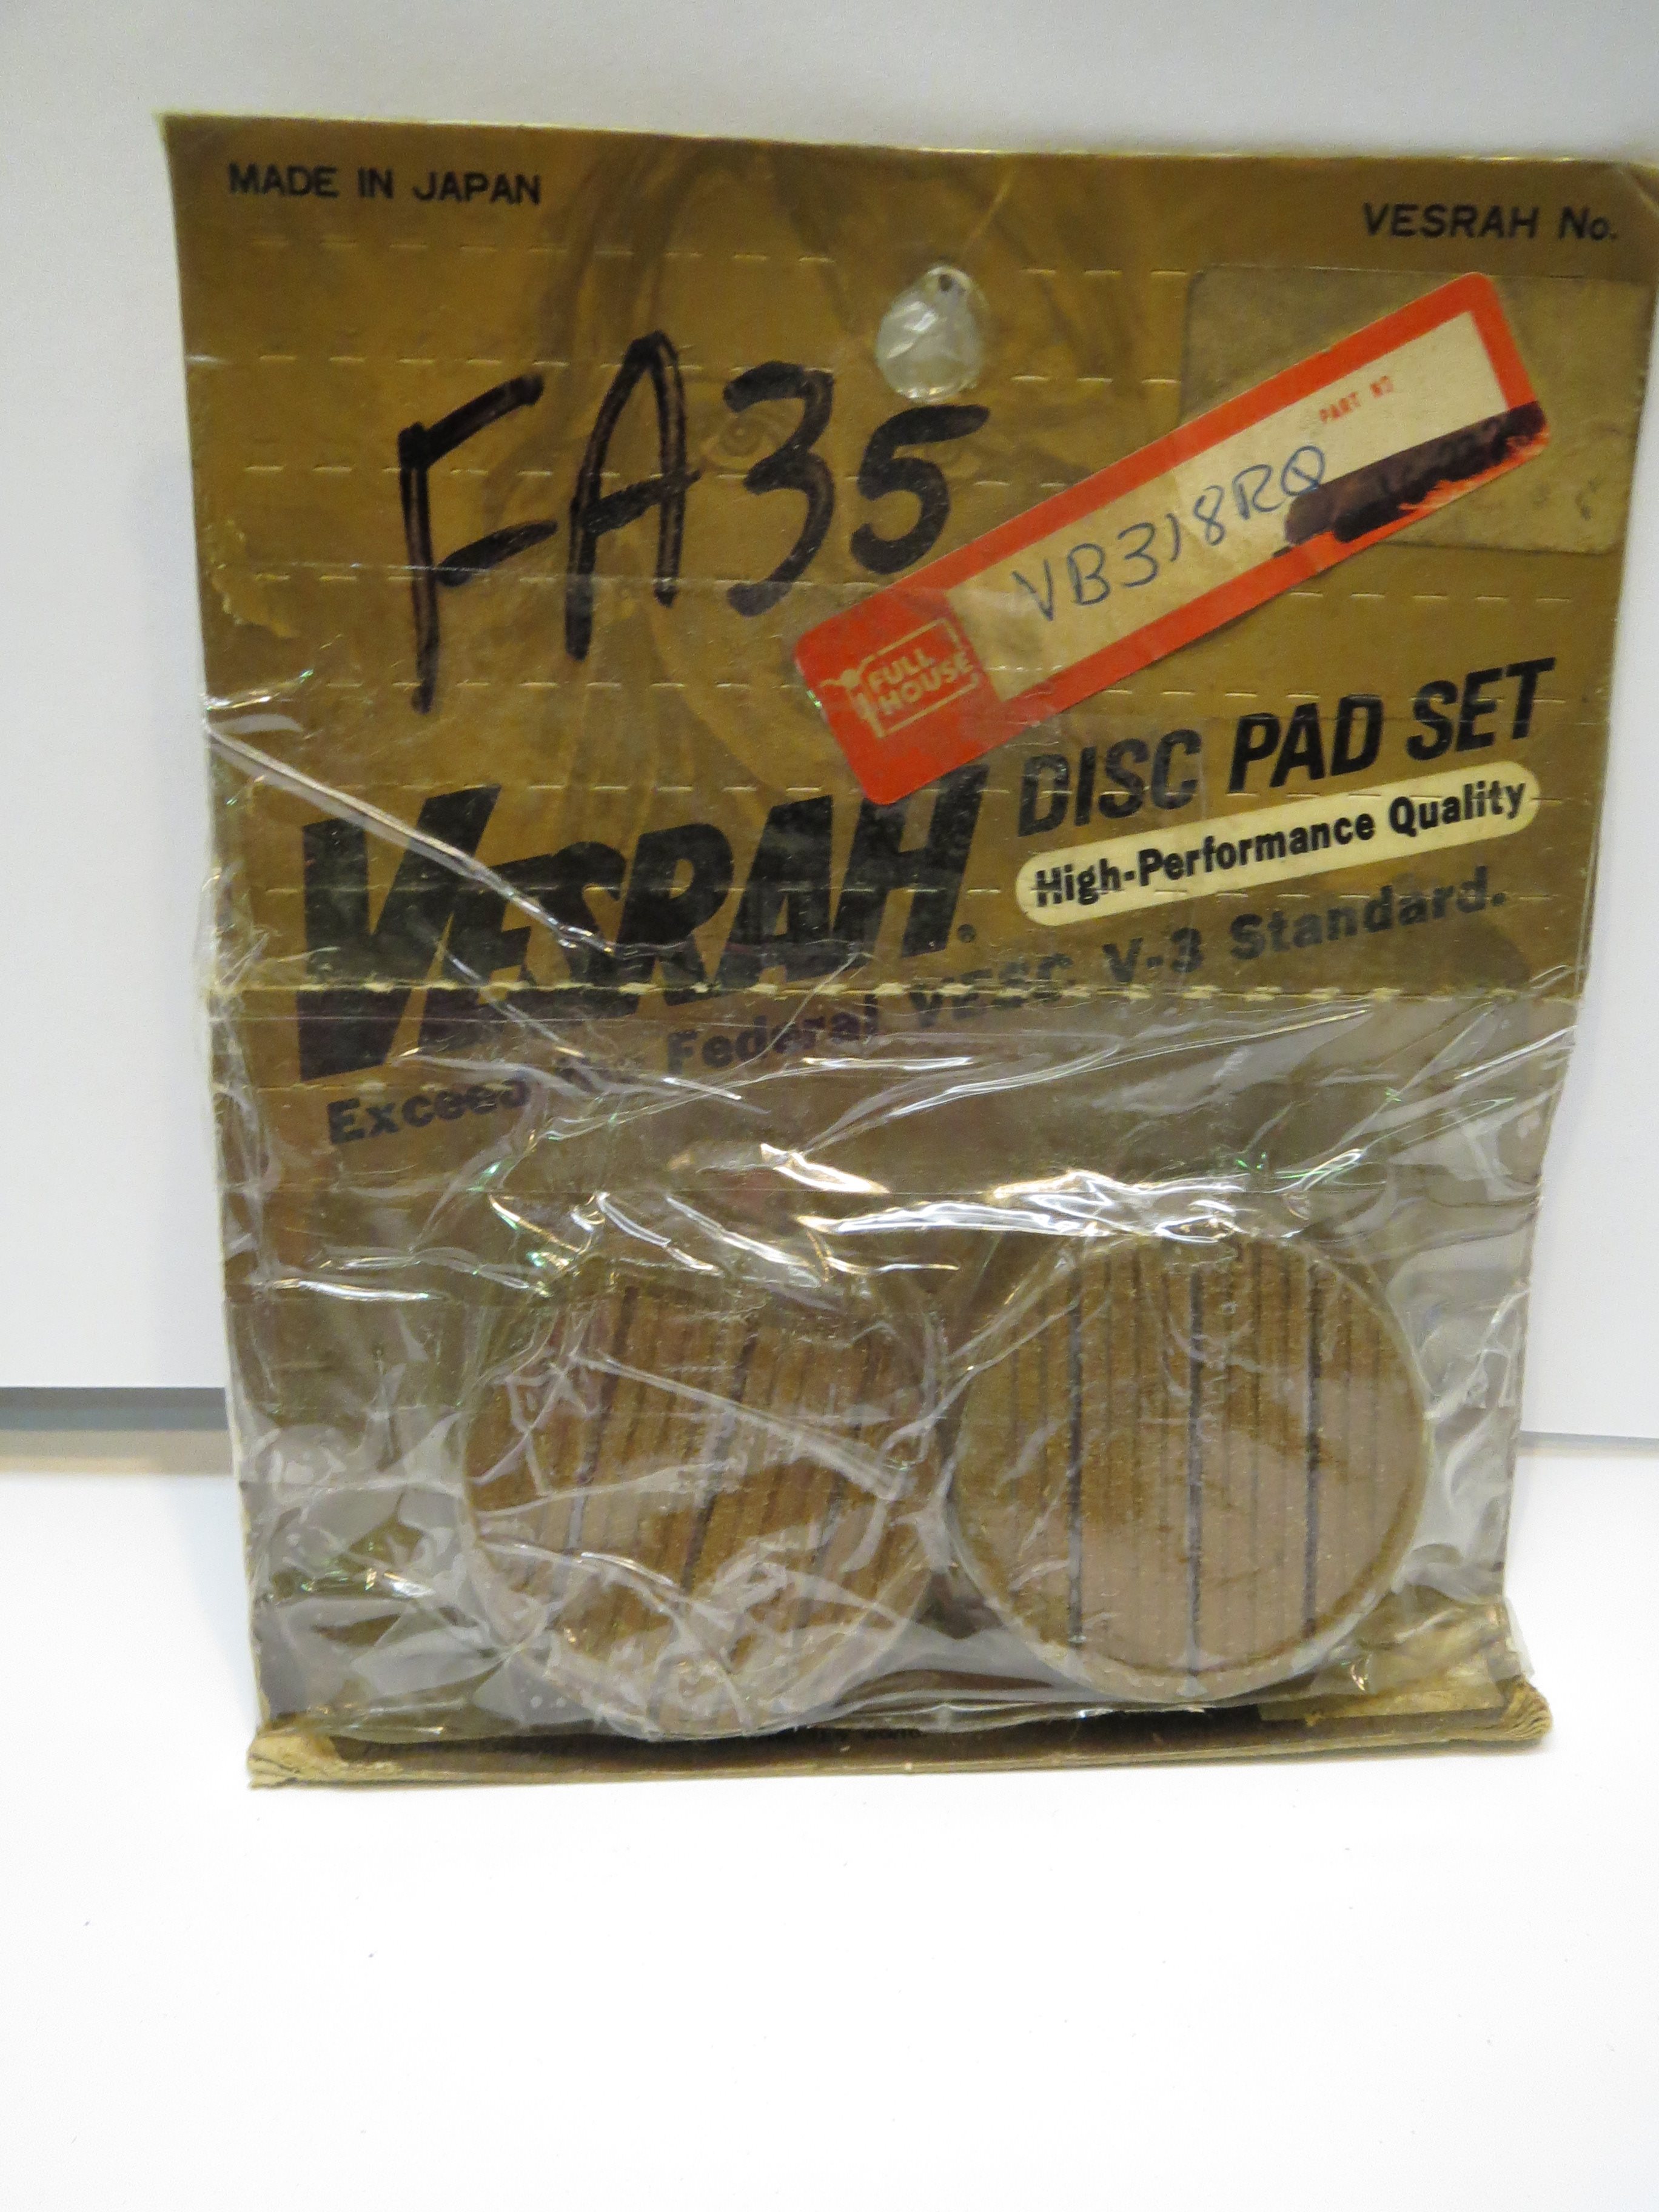 MADE IN JAPAN
VESRAH No.
FA35
PART NO
VB318RQ
FULL
HOUSE
VESRAH®
DISC PAD SET
High-Performance Quality
Exceed Federal VESC V-3 Standard.